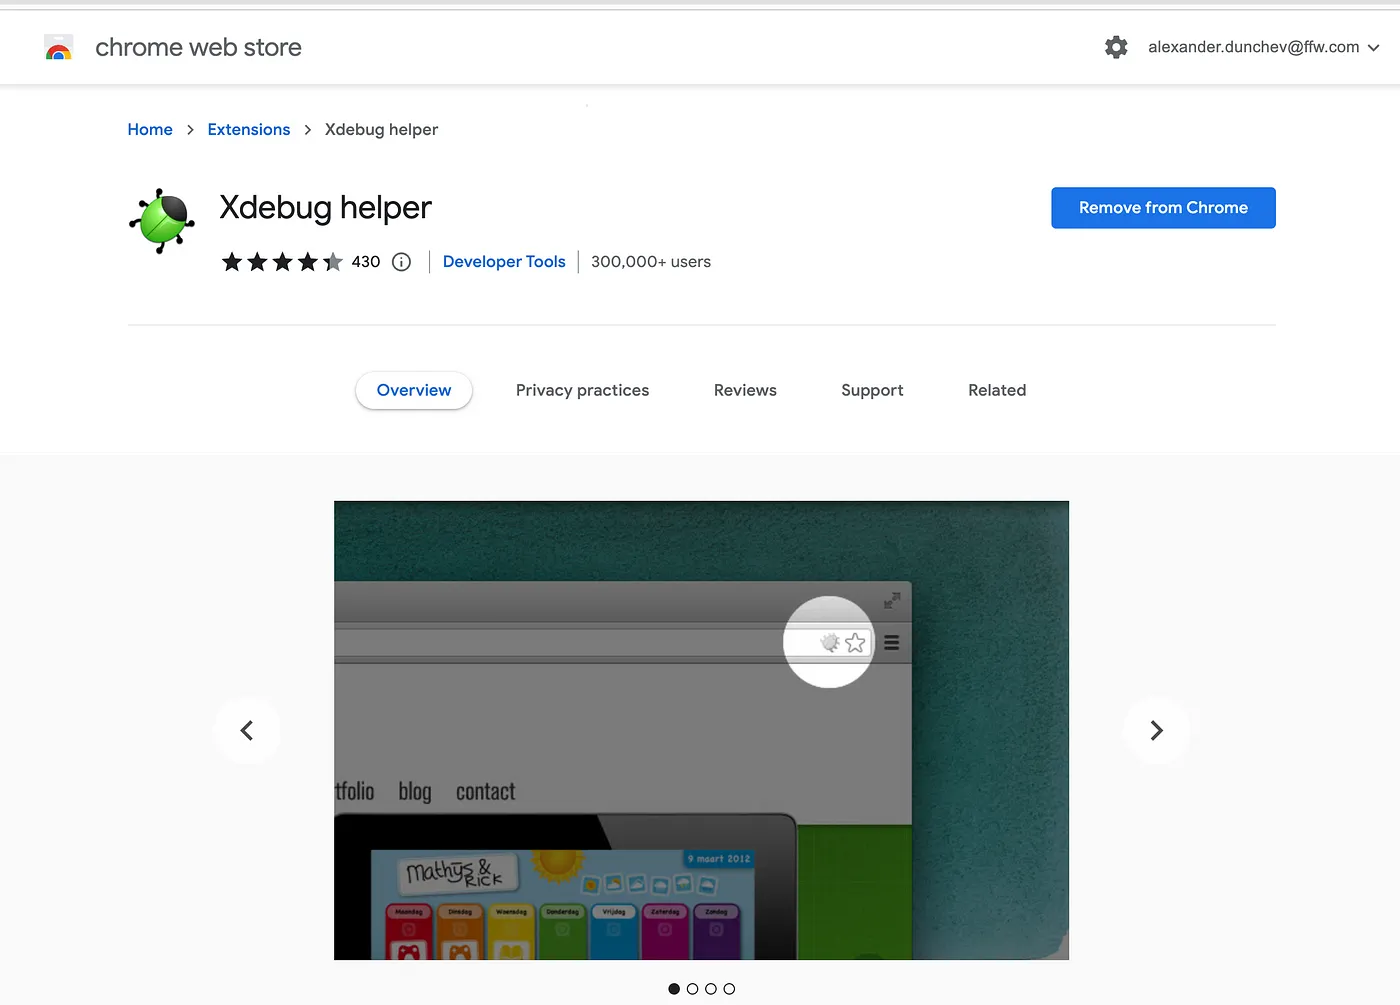 chrome web store
alexander.dunchev@ffw.com
Home > Extensions > Xdebug helper
Xdebug helper
Remove from Chrome
430
Developer Tools
300,000+ users
Overview
Privacy practices
Reviews
Support
Related
tfolio blog contact
9 maart 2012
Mathys &
RICK
Maandag Dinsdag Woensdag Donderdag Vrijdag Zaterdag Zondag